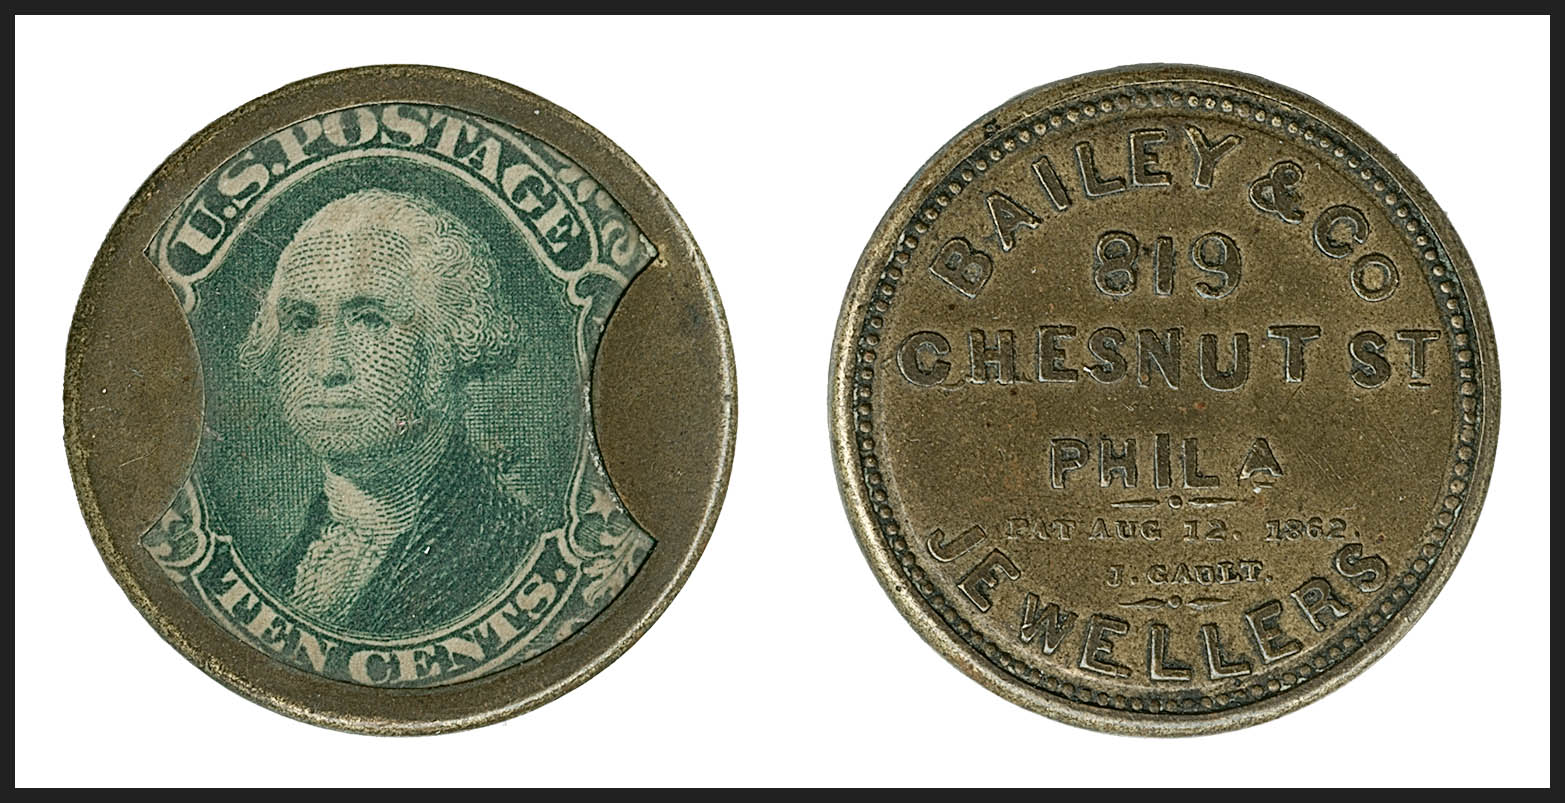 U.S.POSTAGE
TEN CENTS.
BAILEY & CO
819
CHESNUT ST
PHILA
PAT AUG 12. 1862.
J. GAULT.
JEWELLERS